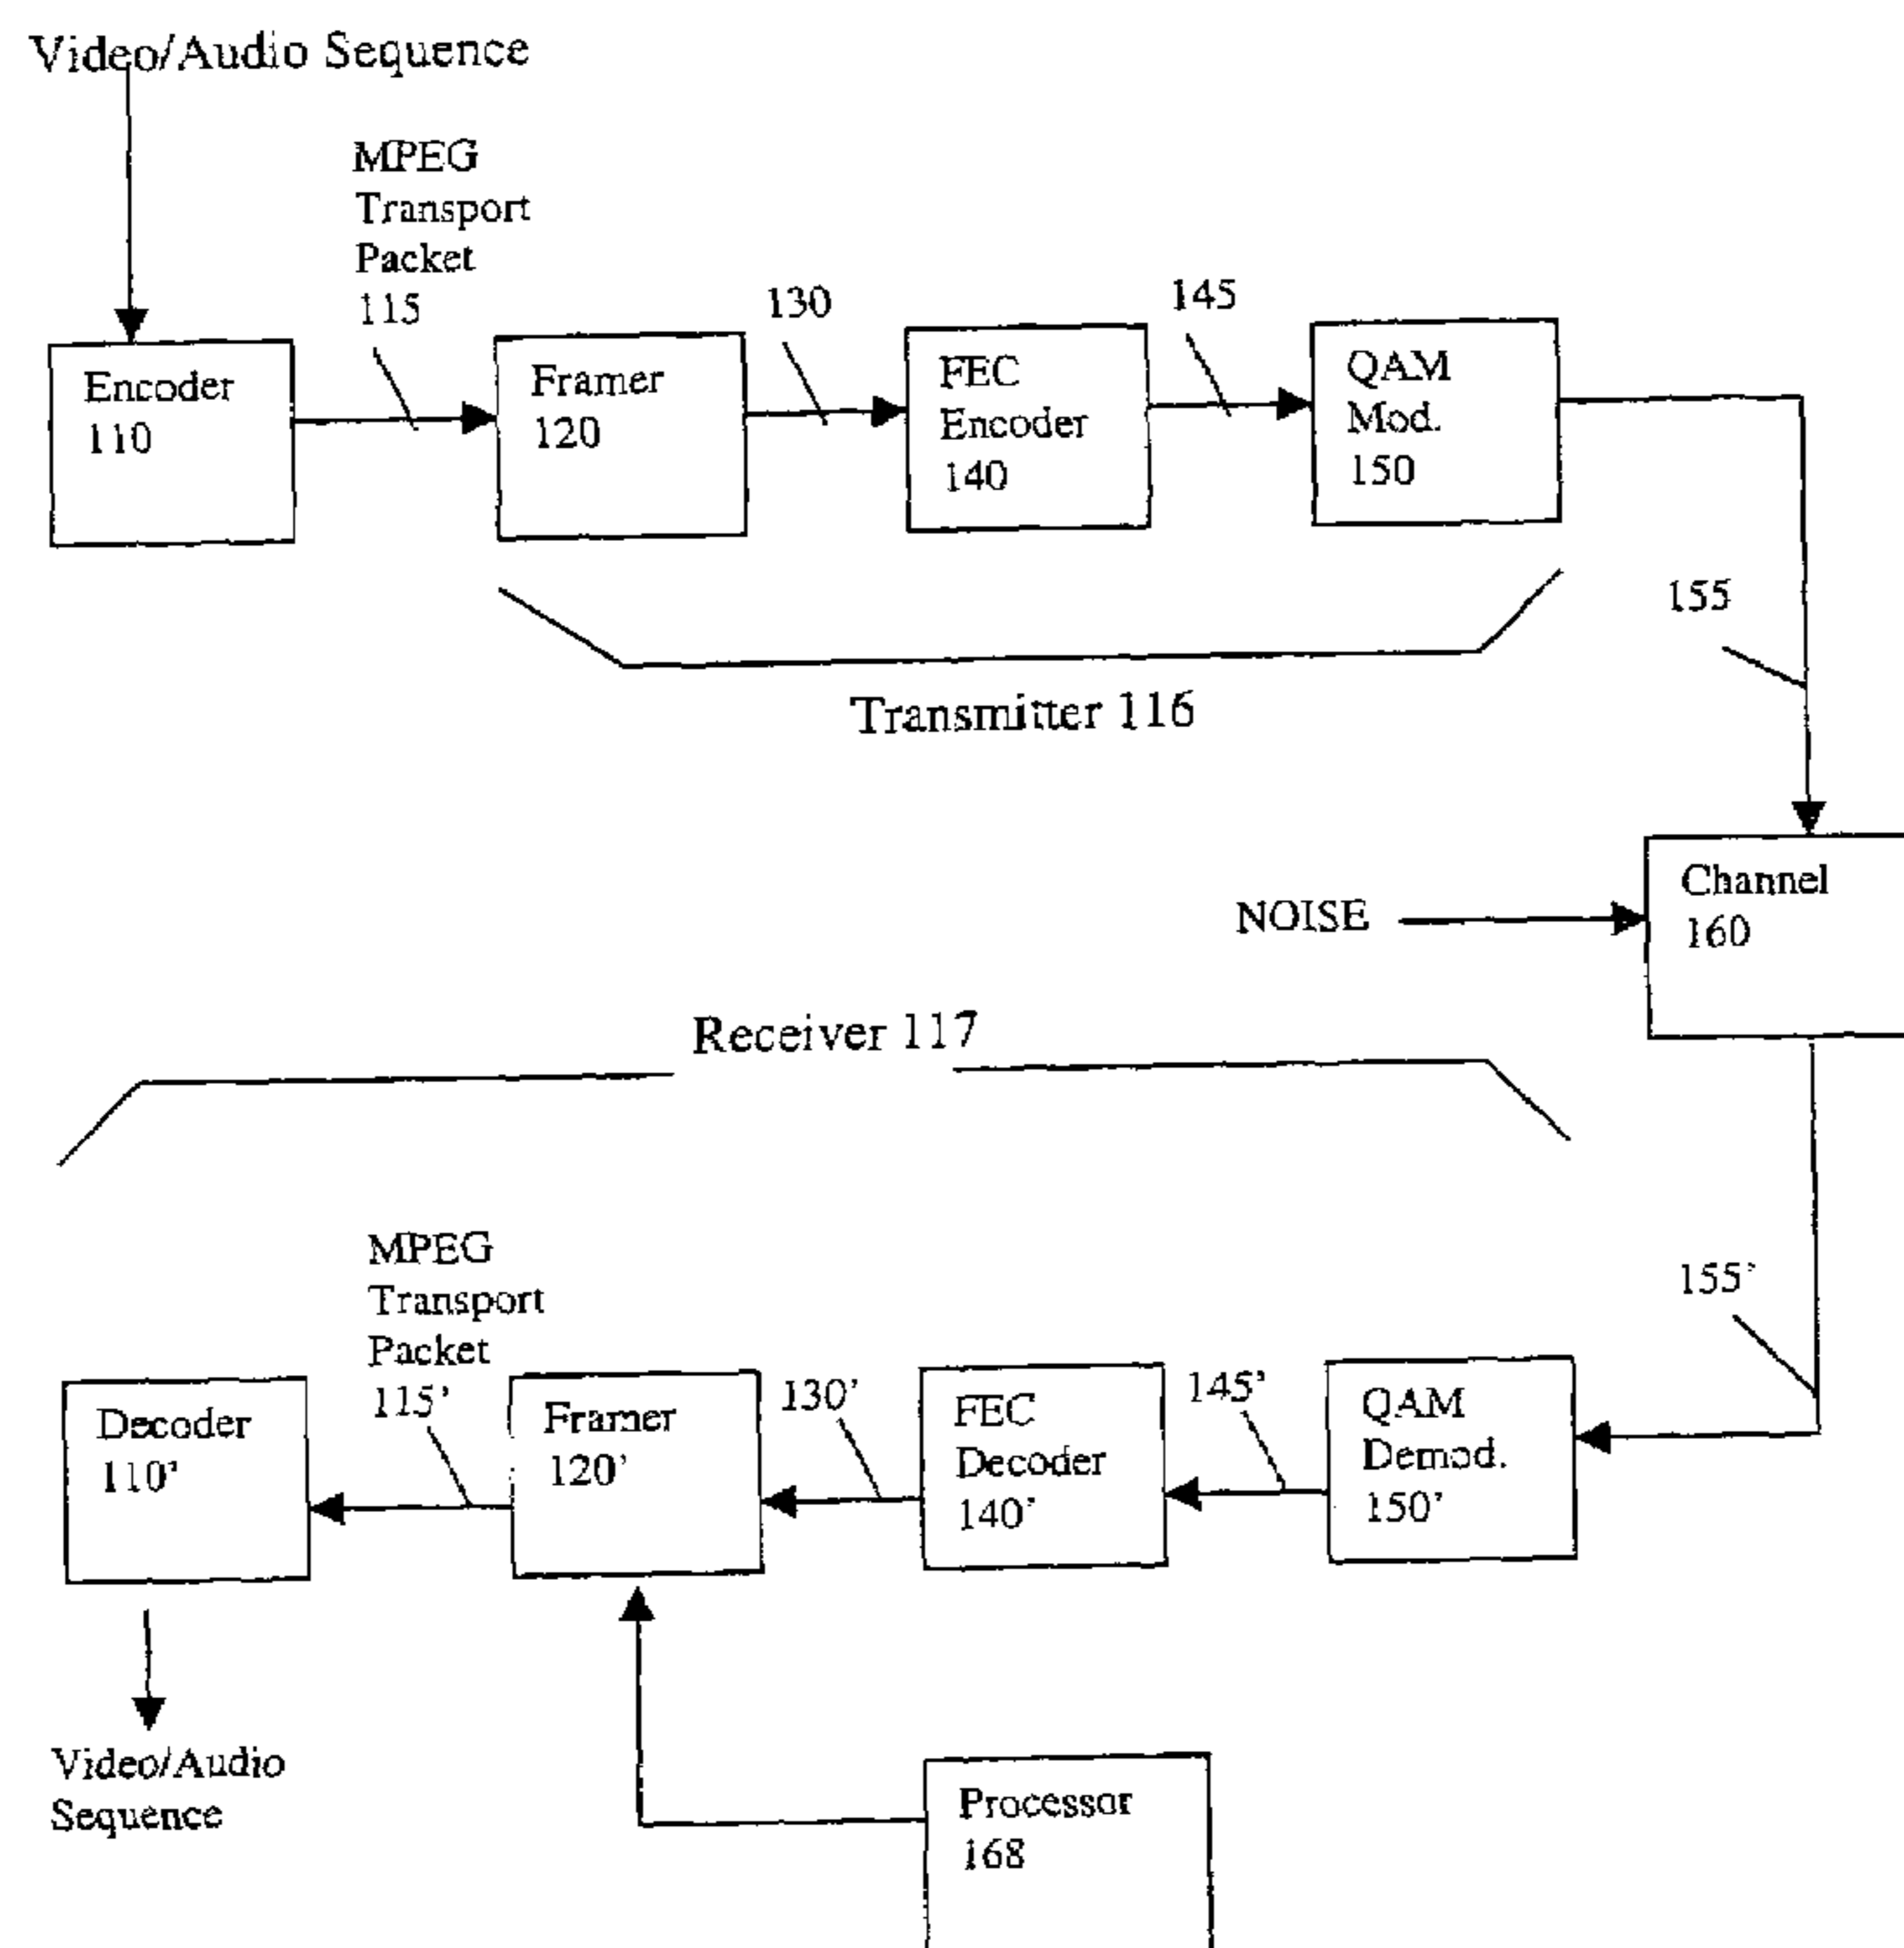 Video/Audio Sequence
MPEG
Transport
Packet
115
130
145
Encoder
110
Framer
120
FEC
Encoder
140
QAM
Mod.
150
155
Transmitter 116
Channel
160
NOISE
Receiver 117
MPEG
Transport
Packet
115'
130'
145'
155'
Decoder
110'
Framer
120'
FEC
Decoder
140'
QAM
Demod.
150'
Video/Audio
Sequence
Processor
168